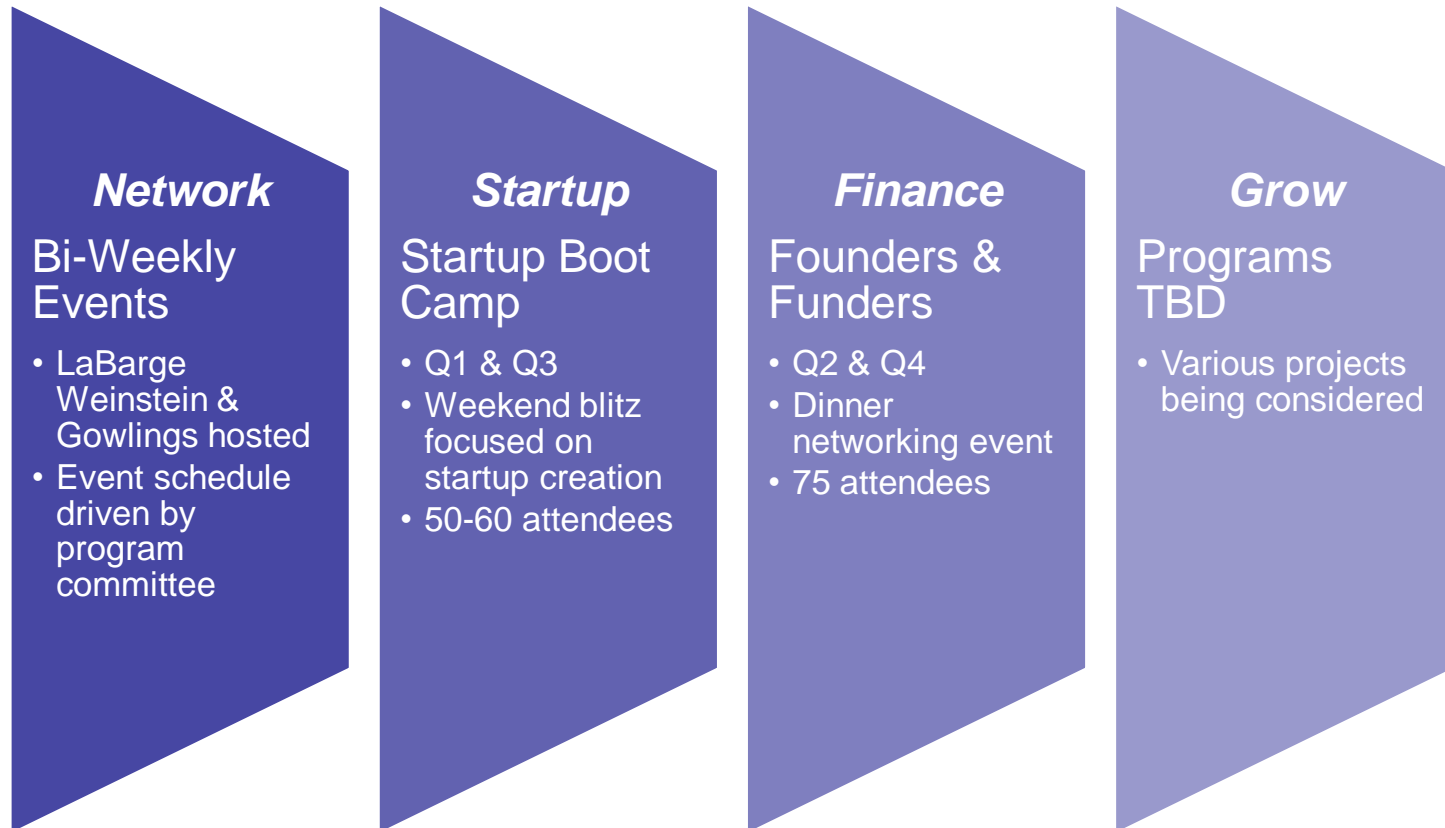 Network
Bi-Weekly
Events
• LaBarge
Weinstein &
Gowlings hosted
• Event schedule
driven by
program
committee
Startup
Startup Boot
Camp
• Q1 & Q3
• Weekend blitz
focused on
startup creation
• 50-60 attendees
Finance
Founders &
Funders
• Q2 & Q4
• Dinner
networking event
• 75 attendees
Grow
Programs
TBD
• Various projects
being considered